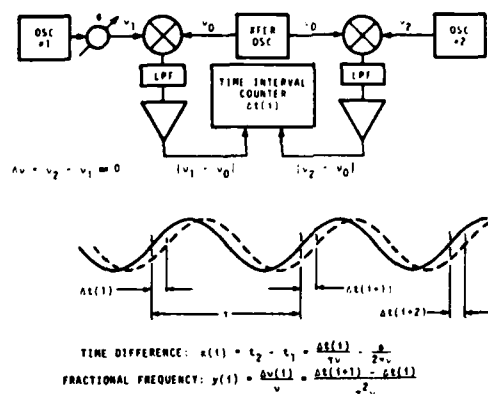 OSC #1
φ
ν₁
ν₀
XFER OSC
ν₀
ν₂
OSC #2
LPF
TIME INTERVAL COUNTER Δt(i)
LPF
Δν = ν₂ - ν₁ ≅ 0
|ν₁ - ν₀|
|ν₂ - ν₀|
Δt(i)
τ
Δt(i+1)
Δt(i+2)
TIME DIFFERENCE: x(i) = t₂ - t₁ = Δt(i)/τν - φ/2πν
FRACTIONAL FREQUENCY: y(i) = Δν(i)/ν = Δt(i+1) - Δt(i)/τ²ν